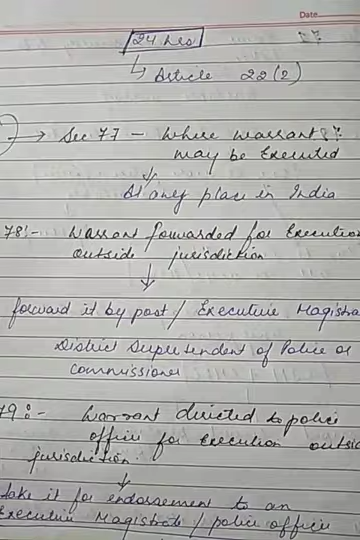 Date
24 hrs
↳ Article 22(2)
→ Sec 77 - Where warrant
may be Executed
At any place in India
78:- Warrant forwarded for Execution
outside jurisdiction
forward it by post / Executive Magistra
District Superintendent of Police or
Commissioner
79:- Warrant directed to police
officer for execution outsid
jurisdiction.
Take it for endorsement to an
Executive Magistrate / police officer